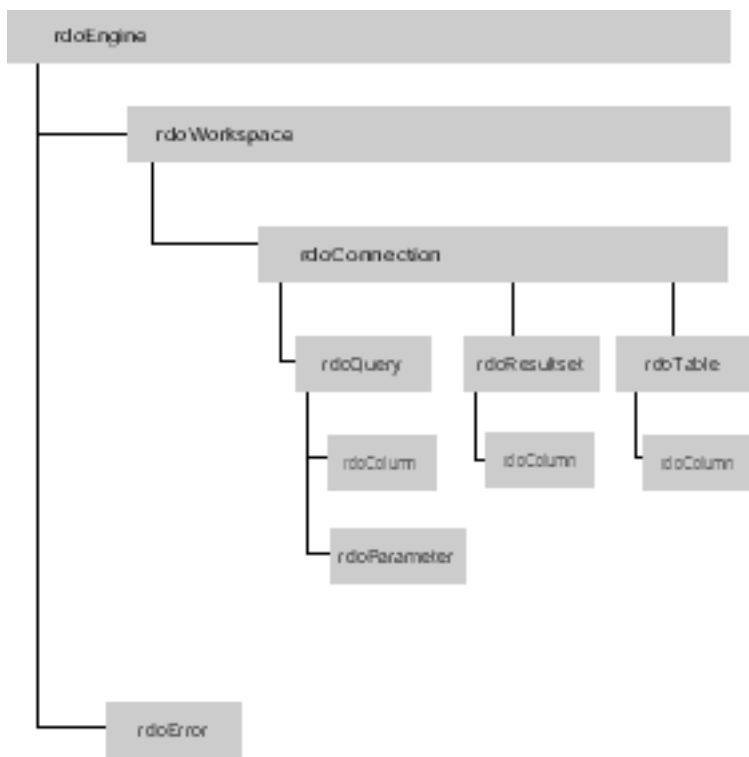 rdoEngine
rdoWorkspace
rdoConnection
rdoQuery
rdoResultset
rdoTable
rdoColumn
rdoColumn
rdoColumn
rdoParameter
rdoError